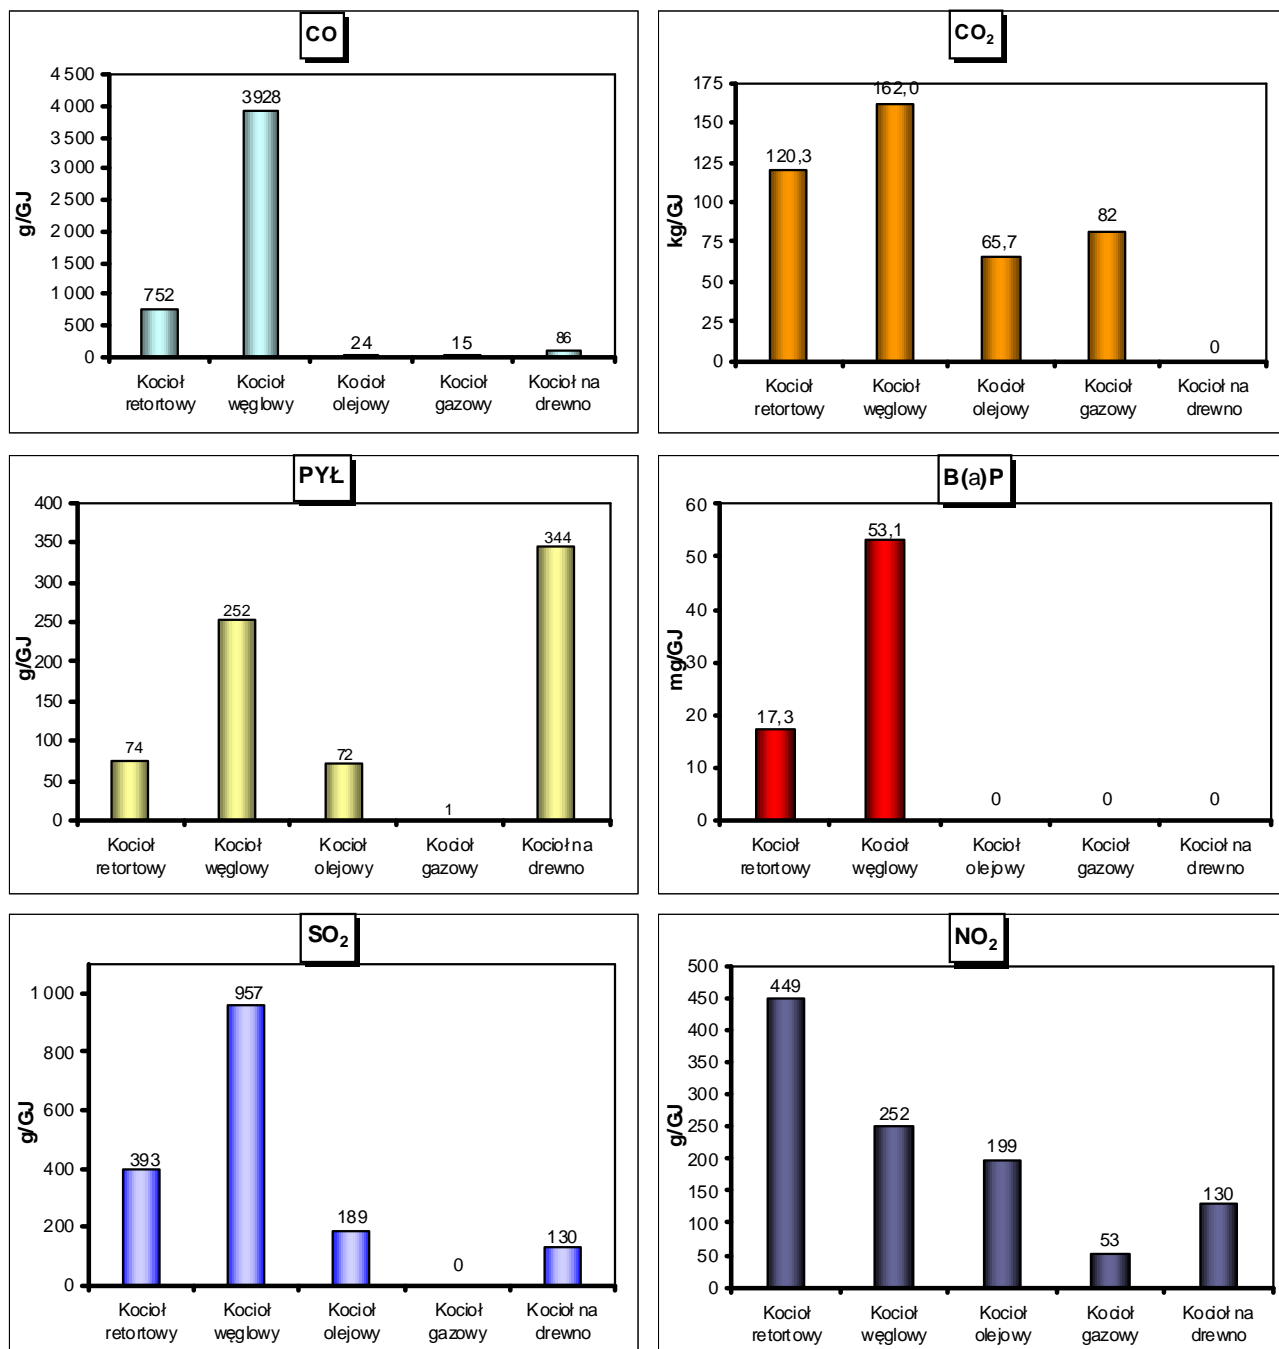 CO
4 500
4 000
3 500
3 000
2 500
2 000
1 500
1 000
500
0
g/GJ
752
3928
24
15
86
Kocioł retortowy
Kocioł węglowy
Kocioł olejowy
Kocioł gazowy
Kocioł na drewno
CO₂
175
150
125
100
75
50
25
0
kg/GJ
120,3
162,0
65,7
82
0
Kocioł retortowy
Kocioł węglowy
Kocioł olejowy
Kocioł gazowy
Kocioł na drewno
PYŁ
400
350
300
250
200
150
100
50
0
g/GJ
74
252
72
1
344
Kocioł retortowy
Kocioł węglowy
Kocioł olejowy
Kocioł gazowy
Kocioł na drewno
B(a)P
60
50
40
30
20
10
0
mg/GJ
17,3
53,1
0
0
0
Kocioł retortowy
Kocioł węglowy
Kocioł olejowy
Kocioł gazowy
Kocioł na drewno
SO₂
1 000
800
600
400
200
0
g/GJ
393
957
189
0
130
Kocioł retortowy
Kocioł węglowy
Kocioł olejowy
Kocioł gazowy
Kocioł na drewno
NO₂
500
450
400
350
300
250
200
150
100
50
0
g/GJ
449
252
199
53
130
Kocioł retortowy
Kocioł węglowy
Kocioł olejowy
Kocioł gazowy
Kocioł na drewno